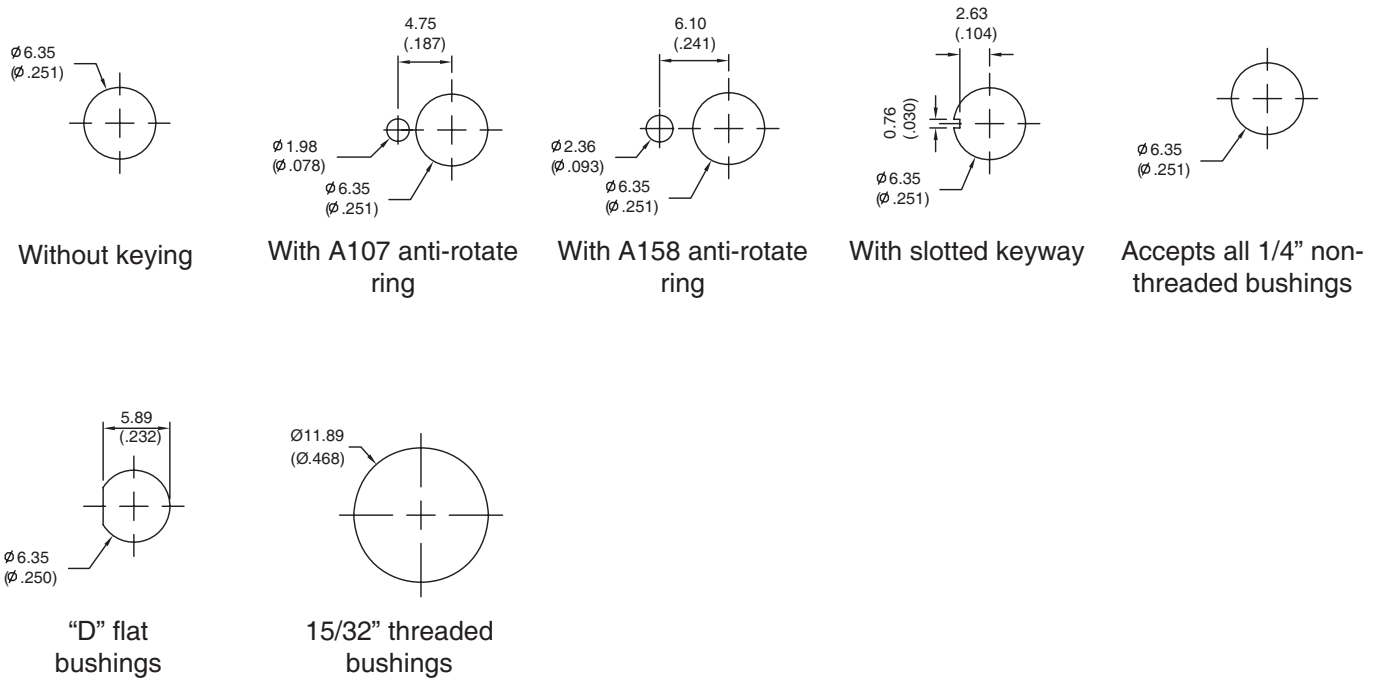 Ø6.35
(Ø.251)
Without keying
4.75
(.187)
Ø1.98
(Ø.078)
Ø6.35
(Ø.251)
With A107 anti-rotate
ring
6.10
(.241)
Ø2.36
(Ø.093)
Ø6.35
(Ø.251)
With A158 anti-rotate
ring
2.63
(.104)
0.76
(.030)
Ø6.35
(Ø.251)
With slotted keyway
Ø6.35
(Ø.251)
Accepts all 1/4” non-
threaded bushings
5.89
(.232)
Ø6.35
(Ø.250)
“D” flat
bushings
Ø11.89
(Ø.468)
15/32” threaded
bushings